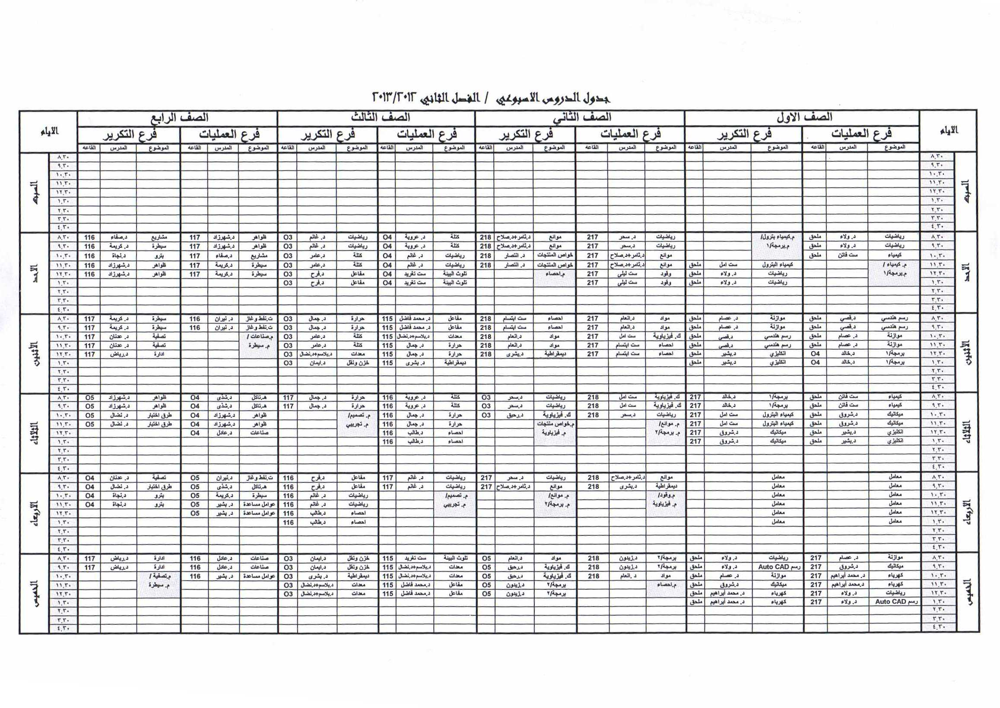 جدول الدروس الاسبوعي / الفصل الثاني ٢٠١٣/٢٠١٢
الايام الصف الاول الصف الثاني الصف الثالث الصف الرابع الايام
فرع العمليات فرع التكرير فرع العمليات فرع التكرير فرع العمليات فرع التكرير فرع العمليات فرع التكرير
الموضوع المدرس القاعه الموضوع المدرس القاعه الموضوع المدرس القاعه الموضوع المدرس القاعه الموضوع المدرس القاعه الموضوع المدرس القاعه الموضوع المدرس القاعه الموضوع المدرس القاعه
السبت السبت
٨.٣٠ ٨.٣٠
٩.٣٠ ٩.٣٠
١٠.٣٠ ١٠.٣٠
١١.٣٠ ١١.٣٠
١٢.٣٠ ١٢.٣٠
١.٣٠ ١.٣٠
٢.٣٠ ٢.٣٠
٣.٣٠ ٣.٣٠
٤.٣٠ ٤.٣٠
الاحد الاحد
٨.٣٠ رياضيات د. ولاء ملحق م.كيمياء بترول/ رياضيات د. سحر 217 موائع د.ثامر+د.صلاح 218 كتلة د. عروبة O4 رياضيات د. غانم O3 ظواهر د.شهرزاد 117 مشاريع د.صفاء 116 ٨.٣٠
٩.٣٠ رياضيات د. ولاء ملحق م.برمجة/١ رياضيات د.سحر 217 موائع د.ثامر+د.صلاح 218 كتلة د. عروبة O4 رياضيات د. غانم O3 ظواهر د.شهرزاد 117 سيطرة د. كريمة 116 ٩.٣٠
١٠.٣٠ كيمياء ست فاتن ملحق موائع د.ثامر+د.صلاح 217 خواص المنتجات د. انتصار 218 رياضيات د. غانم O4 كتلة د.عامر O3 مشاريع د.صفاء 117 بترو د.نجاة 116 ١٠.٣٠
١١.٣٠ م. كيمياء / كيمياء البترول ست امل ملحق موائع د.ثامر+د.صلاح 217 خواص المنتجات د. انتصار 218 رياضيات د. غانم O4 كتلة د.عامر O3 سيطرة د.كريمة 117 ظواهر د.شهرزاد 116 ١١.٣٠
١٢.٣٠ م.برمجة/١ رياضيات د. ولاء ملحق وقود ست ليلى 217 م.احصاء تلوث البيئة ست تغريد O4 مفاعل د.فرح O3 سيطرة د.كريمة 117 ظواهر د.شهرزاد 116 ١٢.٣٠
١.٣٠ رياضيات د. ولاء ملحق وقود ست ليلى 217 تلوث البيئة ست تغريد O4 مفاعل د.فرح O3 ١.٣٠
٢.٣٠ ٢.٣٠
٣.٣٠ ٣.٣٠
٤.٣٠ ٤.٣٠
الأثنين الأثنين
٨.٣٠ رسم هندسي د.قصي ملحق موازنة د. عصام ملحق مواد د.انعام 217 احصاء ست ابتسام 218 مفاعل د. محمد فاضل 115 حرارة د. جمال O3 ت.نفط وغاز د. نيران 116 سيطرة د. كريمة 117 ٨.٣٠
٩.٣٠ رسم هندسي د.قصي ملحق موازنة د. عصام ملحق مواد د.انعام 217 احصاء ست ابتسام 218 مفاعل د. محمد فاضل 115 حرارة د. جمال O3 ت.نفط وغاز د. نيران 116 سيطرة د. كريمة 117 ٩.٣٠
١٠.٣٠ موازنة د. عصام ملحق رسم هندسي د.قصي ملحق ك. فيزياوية ست امل 217 مواد د.انعام 218 معدات د.بلاسم+د.نضال 115 كتلة د.عامر O3 م.صناعات / تصفية د. عدنان 117 ١٠.٣٠
١١.٣٠ موازنة د. عصام ملحق رسم هندسي د.قصي ملحق احصاء ست ابتسام 217 مواد د.انعام 218 حرارة د. جمال 115 كتلة د.عامر O3 م. سيطرة تصفية د. عدنان 117 ١١.٣٠
١٢.٣٠ برمجة/١ د.خالد O4 انكليزي د.بشير ملحق احصاء ست ابتسام 217 ديمقراطية د.بشرى 218 حرارة د. جمال 115 معدات د.بلاسم+د.نضال O3 ادارة د.رياض 117 ١٢.٣٠
١.٣٠ برمجة/١ د.خالد O4 انكليزي د.بشير ملحق ديمقراطية د. بشرى 115 خزن ونقل د.ايمان O3 ١.٣٠
٢.٣٠ ٢.٣٠
٣.٣٠ ٣.٣٠
٤.٣٠ ٤.٣٠
الثلاثاء الثلاثاء
٨.٣٠ كيمياء ست فاتن ملحق برمجة/١ د.خالد 217 ك. فيزياوية ست امل 218 رياضيات د.سحر O3 كتلة د. عروبة 116 حرارة د. جمال 117 هـ.تاكل د.شذى O4 ظواهر د.شهرزاد O5 ٨.٣٠
٩.٣٠ كيمياء ست فاتن ملحق برمجة/١ د.خالد 217 ك. فيزياوية ست امل 218 رياضيات د.سحر O3 كتلة د. عروبة 116 حرارة د. جمال 117 هـ.تاكل د.شذى O4 ظواهر د.شهرزاد O5 ٩.٣٠
١٠.٣٠ ميكانيك د.شروق ملحق كيمياء البترول ست امل 217 رياضيات د.سحر 218 ك. فيزياوية د.رحيق O3 حرارة د. جمال 116 م. تصميم/ ظواهر د.شهرزاد O4 طرق اختيار د. نضال O5 ١٠.٣٠
١١.٣٠ ميكانيك د.شروق ملحق كيمياء البترول ست امل 217 م. موائع/ م.خواص منتجات حرارة د. جمال 116 م. تجريبي ظواهر د.شهرزاد O4 طرق اختيار د. نضال O5 ١١.٣٠
١٢.٣٠ انكليزي د.بشير ملحق ميكانيك د.شروق 217 م. برمجة/٢ م. فيزياوية احصاء د.طالب 116 صناعات د.عادل O4 ١٢.٣٠
١.٣٠ انكليزي د.بشير ملحق ميكانيك د.شروق 217 احصاء د.طالب 116 ١.٣٠
٢.٣٠ ٢.٣٠
٣.٣٠ ٣.٣٠
٤.٣٠ ٤.٣٠
الاربعاء الاربعاء
٨.٣٠ معامل معامل موائع د.ثامر+د.صلاح 218 رياضيات د. سحر 217 رياضيات د. غانم 117 مفاعل د.فرح 116 ت.نفط وغاز د.نيران O5 تصفية د. عدنان O4 ٨.٣٠
٩.٣٠ معامل معامل ديمقراطية د.بشرى 218 موائع د.ثامر+د.صلاح 217 رياضيات د. غانم 117 مفاعل د.فرح 116 هـ.تاكل د.شذى O5 طرق اختيار د. نضال O4 ٩.٣٠
١٠.٣٠ معامل معامل م.وقود/ م. موائع/ م. تصميم/ رياضيات د. غانم 116 سيطرة د.كريمة O5 بترو د.نجاة O4 ١٠.٣٠
١١.٣٠ معامل معامل م. فيزياوية م. برمجة/٢ م. تجريبي رياضيات د. غانم 116 عوامل مساعدة د. بشير O5 بترو د.نجاة O4 ١١.٣٠
١٢.٣٠ معامل معامل احصاء د.طالب 116 عوامل مساعدة د. بشير O5 ١٢.٣٠
١.٣٠ معامل معامل احصاء د.طالب 116 ١.٣٠
٢.٣٠ ٢.٣٠
٣.٣٠ ٣.٣٠
٤.٣٠ ٤.٣٠
الخميس الخميس
٨.٣٠ موازنة د. عصام 217 رياضيات د. ولاء ملحق برمجة/٢ د.زيدون 218 مواد د.انعام O5 تلوث البيئة ست تغريد 115 خزن ونقل د.ايمان O3 صناعات د.عادل 116 ادارة د.رياض 117 ٨.٣٠
٩.٣٠ ميكانيك د.شروق 217 رسم Auto CAD د. ولاء ملحق برمجة/٢ د.زيدون 218 ك. فيزياوية د.رحيق O5 معدات د.بلاسم+د.نضال 115 خزن ونقل د.ايمان O3 صناعات د.عادل 116 ادارة د.رياض 117 ٩.٣٠
١٠.٣٠ كهرباء د. محمد أبراهيم 217 موازنة د. عصام ملحق مواد د. انعام 218 ك. فيزياوية د.رحيق O5 معدات د.بلاسم+د.نضال 115 ديمقراطية د. بشرى O3 عوامل مساعدة د. بشير 116 م.تصفية / ١٠.٣٠
١١.٣٠ كهرباء د.محمد أبراهيم 217 ميكانيك د.شروق ملحق م.احصاء برمجة/٢ د.زيدون O5 مفاعل د.محمد فاضل 115 معدات د.بلاسم+د.نضال O3 م. سيطرة ١١.٣٠
١٢.٣٠ رياضيات د. ولاء 217 كهرباء د. محمد أبراهيم ملحق برمجة/٢ د.زيدون O5 مفاعل د.محمد فاضل 115 معدات د.بلاسم+د.نضال O3 ١٢.٣٠
١.٣٠ رسم Auto CAD د. ولاء 217 كهرباء د. محمد أبراهيم ملحق ١.٣٠
٢.٣٠ ٢.٣٠
٣.٣٠ ٣.٣٠
٤.٣٠ ٤.٣٠